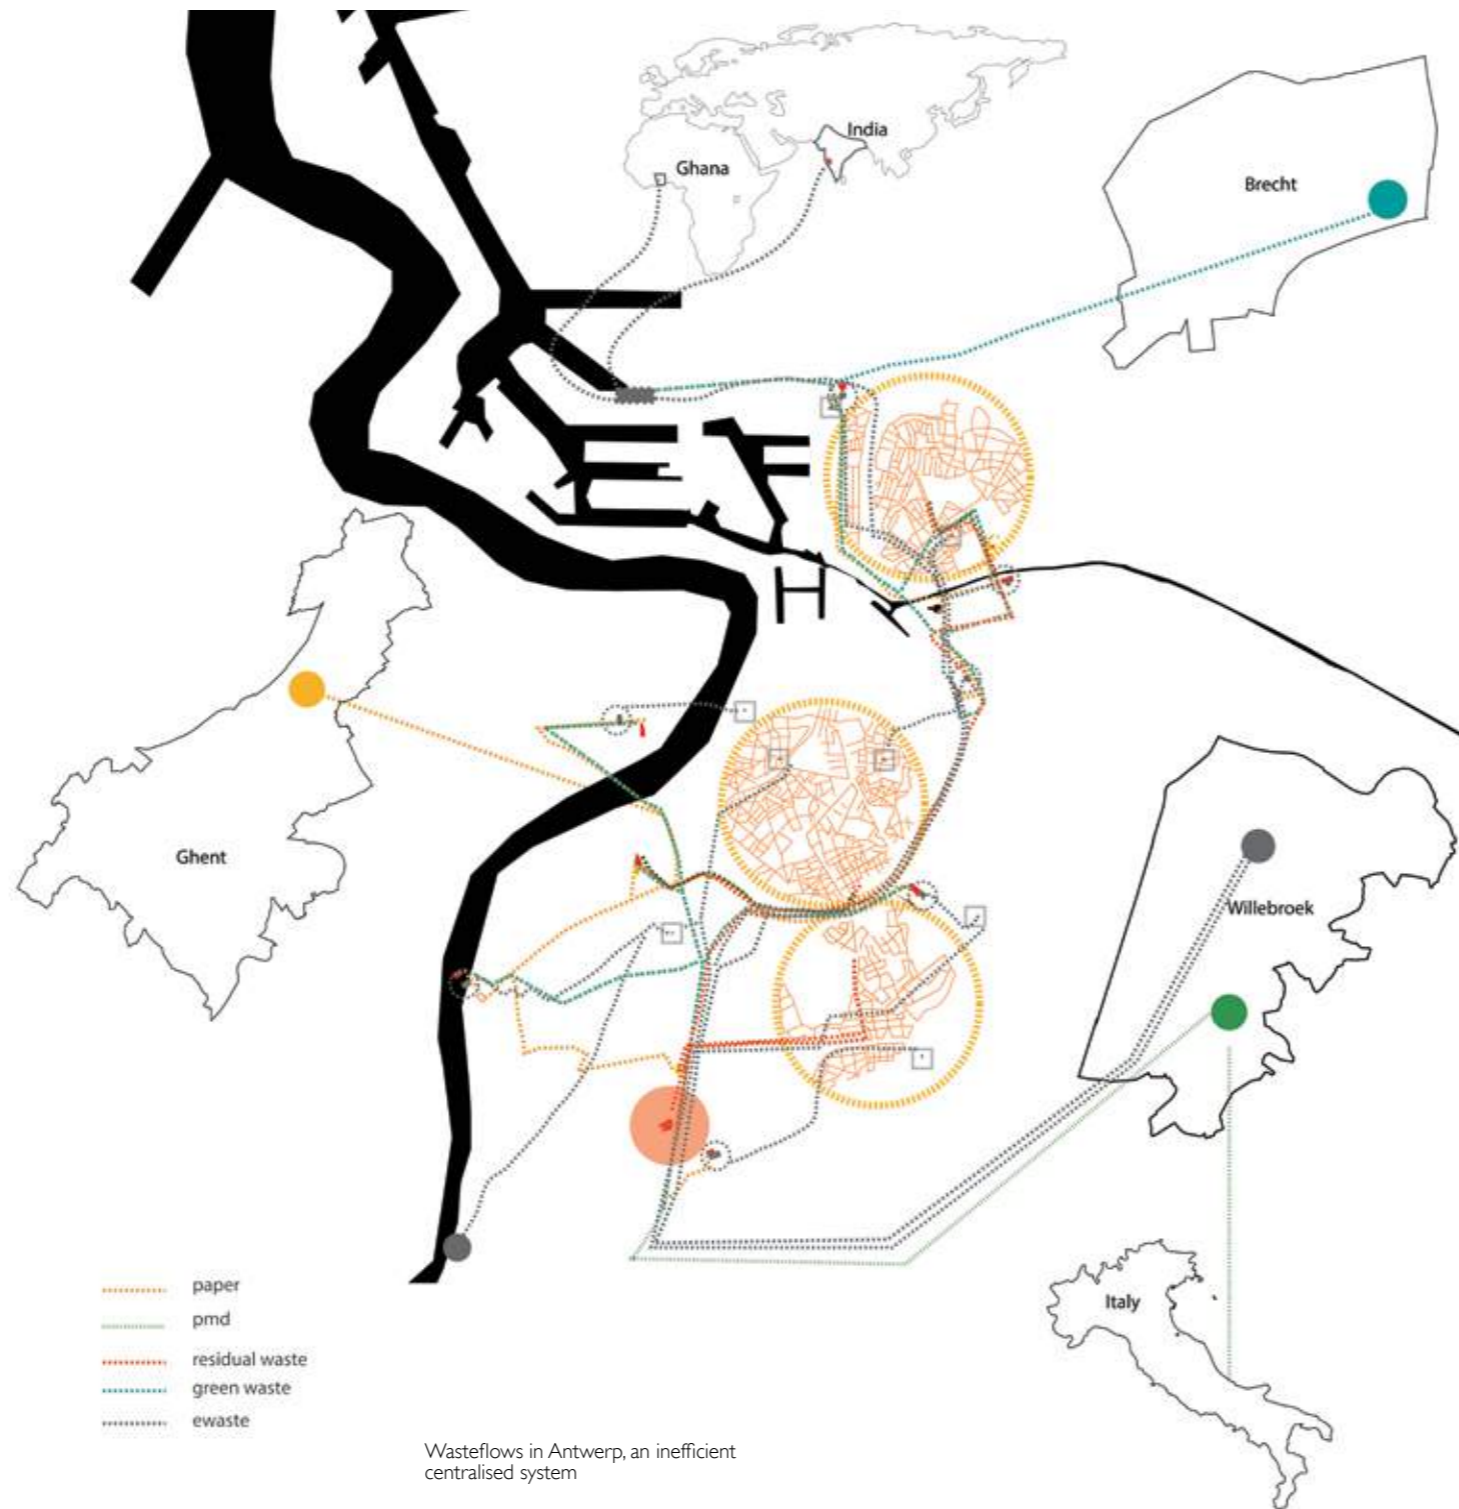 India
Ghana
Brecht
Ghent
Willebroek
Italy
paper
pmd
residual waste
green waste
ewaste
Wasteflows in Antwerp, an inefficient
centralised system